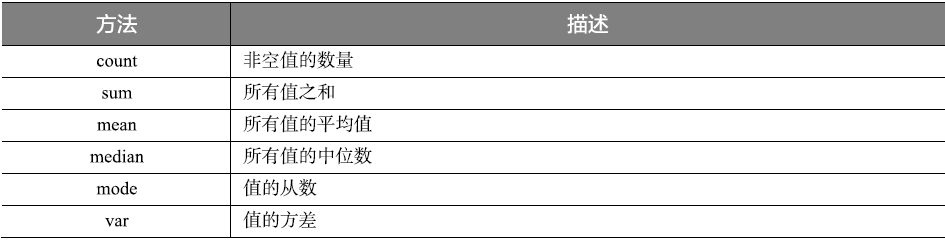 方法 描述
count 非空值的数量
sum 所有值之和
mean 所有值的平均值
median 所有值的中位数
mode 值的从数
var 值的方差